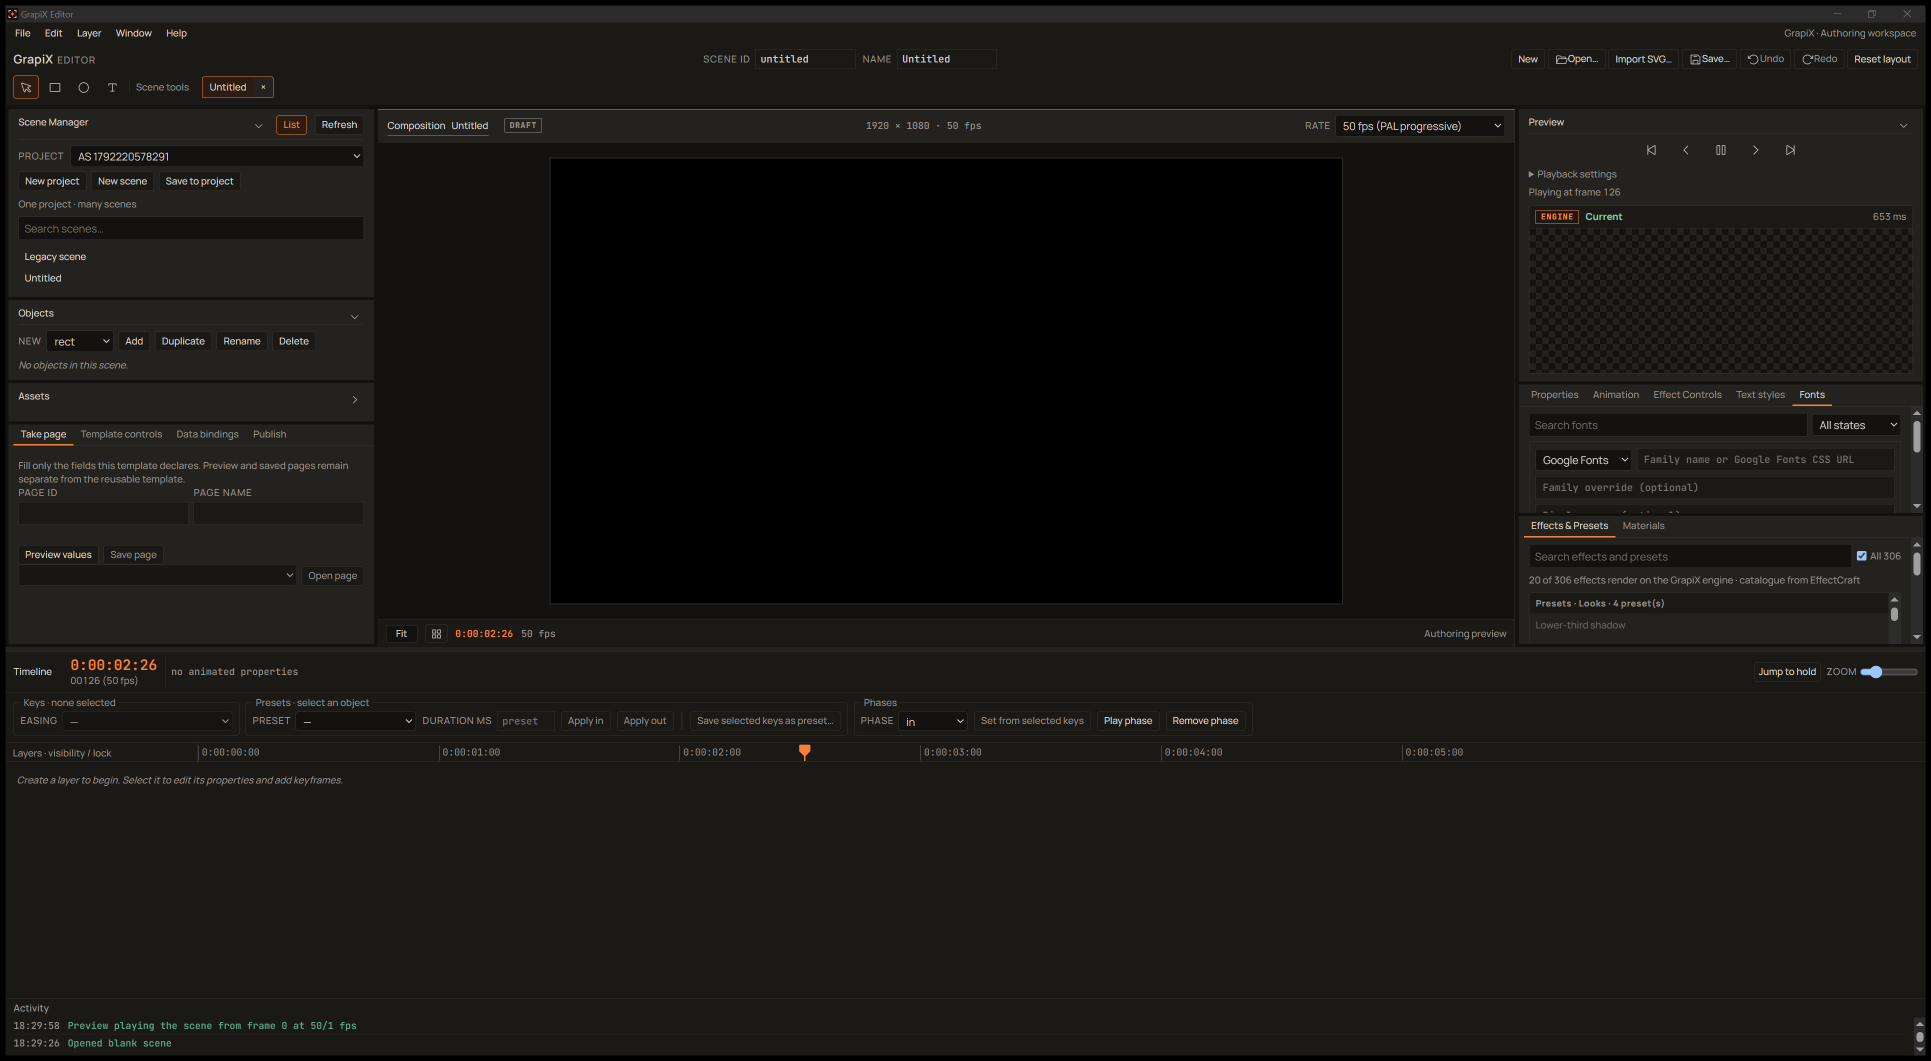 GrapiX Editor
File Edit Layer Window Help
GrapiX · Authoring workspace
GrapiX EDITOR
SCENE ID untitled NAME Untitled
New Open... Import SVG... Save... Undo Redo Reset layout
Scene tools
Untitled ×
Scene Manager
List Refresh
PROJECT AS1792220578291
New project New scene Save to project
One project · many scenes
Search scenes...
Legacy scene
Untitled
Objects
NEW rect Add Duplicate Rename Delete
No objects in this scene.
Assets
Take page Template controls Data bindings Publish
Fill only the fields this template declares. Preview and saved pages remain
separate from the reusable template.
PAGE ID PAGE NAME
Preview values Save page
Open page
Composition Untitled DRAFT
1920 × 1080 · 50 fps
RATE 50 fps (PAL progressive)
Fit 0:00:02:26 50 fps
Authoring preview
Preview
Playback settings
Playing at frame 126
ENGINE Current 653 ms
Properties Animation Effect Controls Text styles Fonts
Search fonts All states
Google Fonts Family name or Google Fonts CSS URL
Family override (optional)
Effects & Presets Materials
Search effects and presets All 306
20 of 306 effects render on the GrapiX engine · catalogue from EffectCraft
Presets · Looks · 4 preset(s)
Lower-third shadow
Timeline 0:00:02:26 no animated properties
00126 (50 fps)
Jump to hold ZOOM
Keys · none selected
EASING —
Presets · select an object
PRESET — DURATION MS preset Apply in Apply out Save selected keys as preset...
Phases
PHASE in Set from selected keys Play phase Remove phase
Layers · visibility / lock 0:00:00:00 0:00:01:00 0:00:02:00 0:00:03:00 0:00:04:00 0:00:05:00
Create a layer to begin. Select it to edit its properties and add keyframes.
Activity
18:29:58 Preview playing the scene from frame 0 at 50/1 fps
18:29:26 Opened blank scene